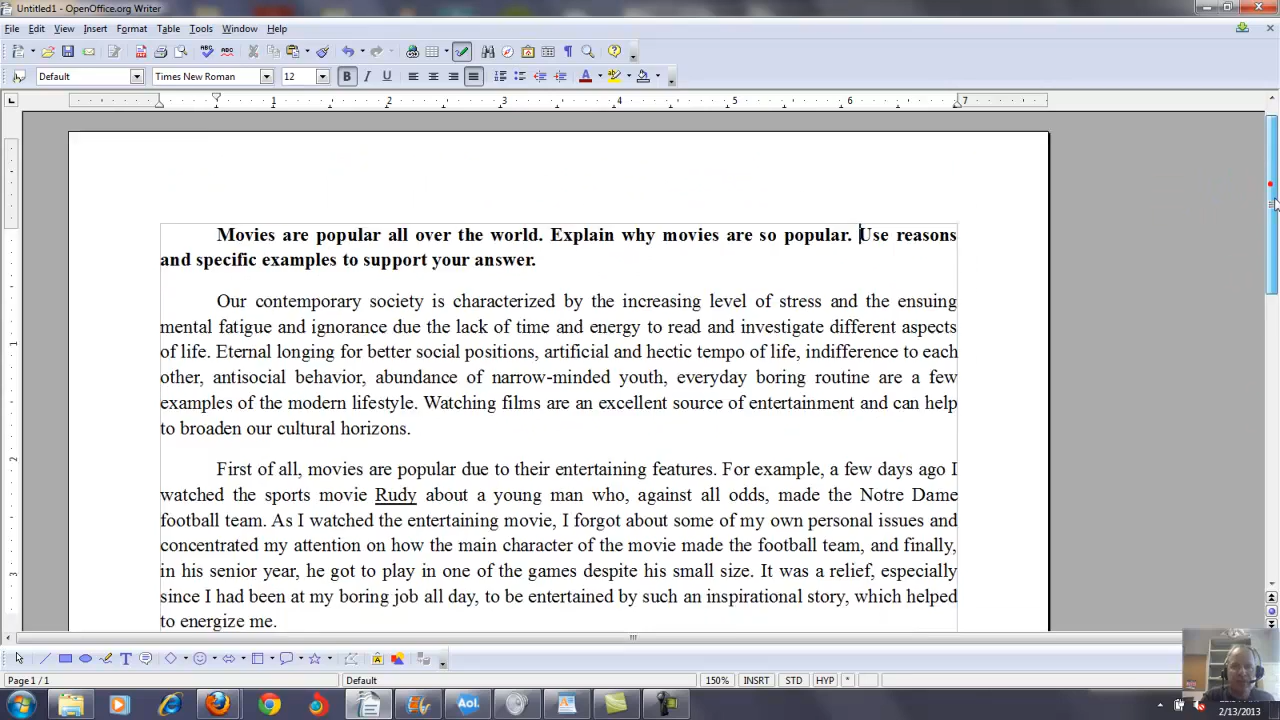 Untitled1 - OpenOffice.org Writer
File Edit View Insert Format Table Tools Window Help
Default Times New Roman 12 B I U
1 2 3 4 5 6 7
Movies are popular all over the world. Explain why movies are so popular. Use reasons
and specific examples to support your answer.
Our contemporary society is characterized by the increasing level of stress and the ensuing
mental fatigue and ignorance due the lack of time and energy to read and investigate different aspects
of life. Eternal longing for better social positions, artificial and hectic tempo of life, indifference to each
other, antisocial behavior, abundance of narrow-minded youth, everyday boring routine are a few
examples of the modern lifestyle. Watching films are an excellent source of entertainment and can help
to broaden our cultural horizons.
First of all, movies are popular due to their entertaining features. For example, a few days ago I
watched the sports movie Rudy about a young man who, against all odds, made the Notre Dame
football team. As I watched the entertaining movie, I forgot about some of my own personal issues and
concentrated my attention on how the main character of the movie made the football team, and finally,
in his senior year, he got to play in one of the games despite his small size. It was a relief, especially
since I had been at my boring job all day, to be entertained by such an inspirational story, which helped
to energize me.
1
2
3
Page 1 / 1 Default 150% INSRT STD HYP *
Aol.
2/13/2013